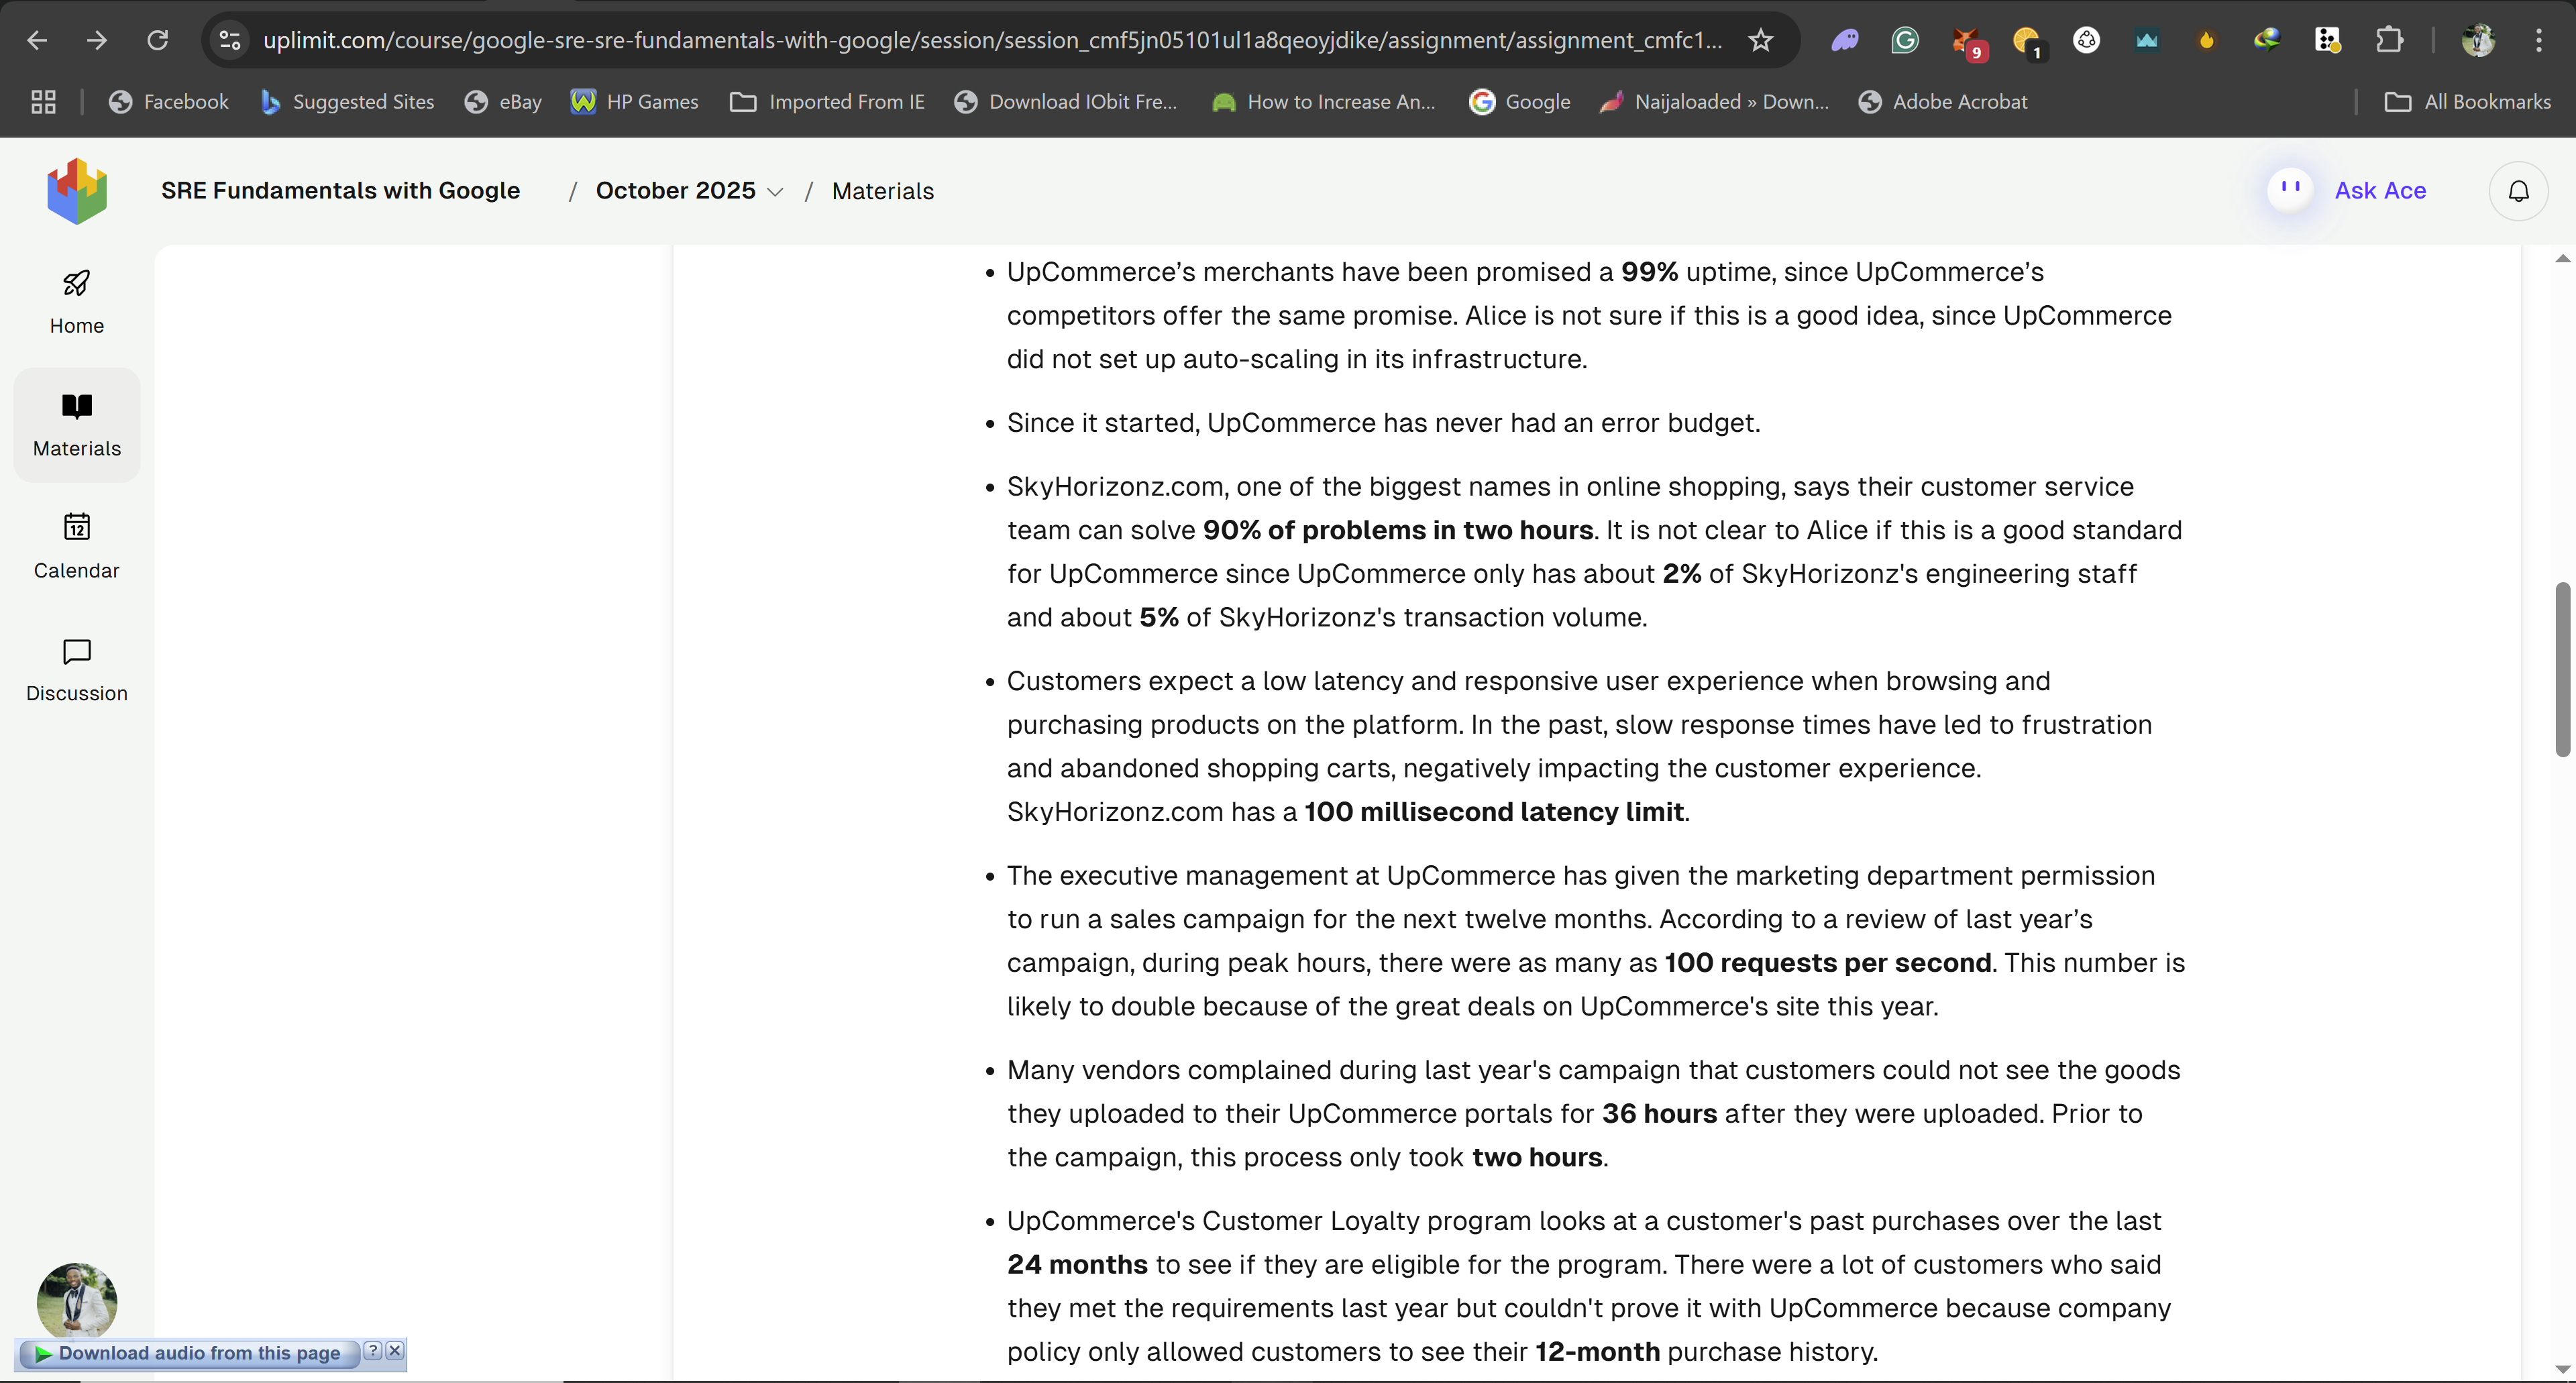 uplimit.com/course/google-sre-sre-fundamentals-with-google/session/session_cmf5jn05101ul1a8qeoyjdike/assignment/assignment_cmfc1...
9
1
Facebook
Suggested Sites
eBay
HP Games
Imported From IE
Download IObit Fre...
How to Increase An...
Google
Naijaloaded » Down...
Adobe Acrobat
All Bookmarks
SRE Fundamentals with Google / October 2025 / Materials
Ask Ace
Home
Materials
12
Calendar
Discussion
• UpCommerce’s merchants have been promised a 99% uptime, since UpCommerce’s
competitors offer the same promise. Alice is not sure if this is a good idea, since UpCommerce
did not set up auto-scaling in its infrastructure.
• Since it started, UpCommerce has never had an error budget.
• SkyHorizonz.com, one of the biggest names in online shopping, says their customer service
team can solve 90% of problems in two hours. It is not clear to Alice if this is a good standard
for UpCommerce since UpCommerce only has about 2% of SkyHorizonz's engineering staff
and about 5% of SkyHorizonz's transaction volume.
• Customers expect a low latency and responsive user experience when browsing and
purchasing products on the platform. In the past, slow response times have led to frustration
and abandoned shopping carts, negatively impacting the customer experience.
SkyHorizonz.com has a 100 millisecond latency limit.
• The executive management at UpCommerce has given the marketing department permission
to run a sales campaign for the next twelve months. According to a review of last year’s
campaign, during peak hours, there were as many as 100 requests per second. This number is
likely to double because of the great deals on UpCommerce's site this year.
• Many vendors complained during last year's campaign that customers could not see the goods
they uploaded to their UpCommerce portals for 36 hours after they were uploaded. Prior to
the campaign, this process only took two hours.
• UpCommerce's Customer Loyalty program looks at a customer's past purchases over the last
24 months to see if they are eligible for the program. There were a lot of customers who said
they met the requirements last year but couldn't prove it with UpCommerce because company
policy only allowed customers to see their 12-month purchase history.
Download audio from this page
?